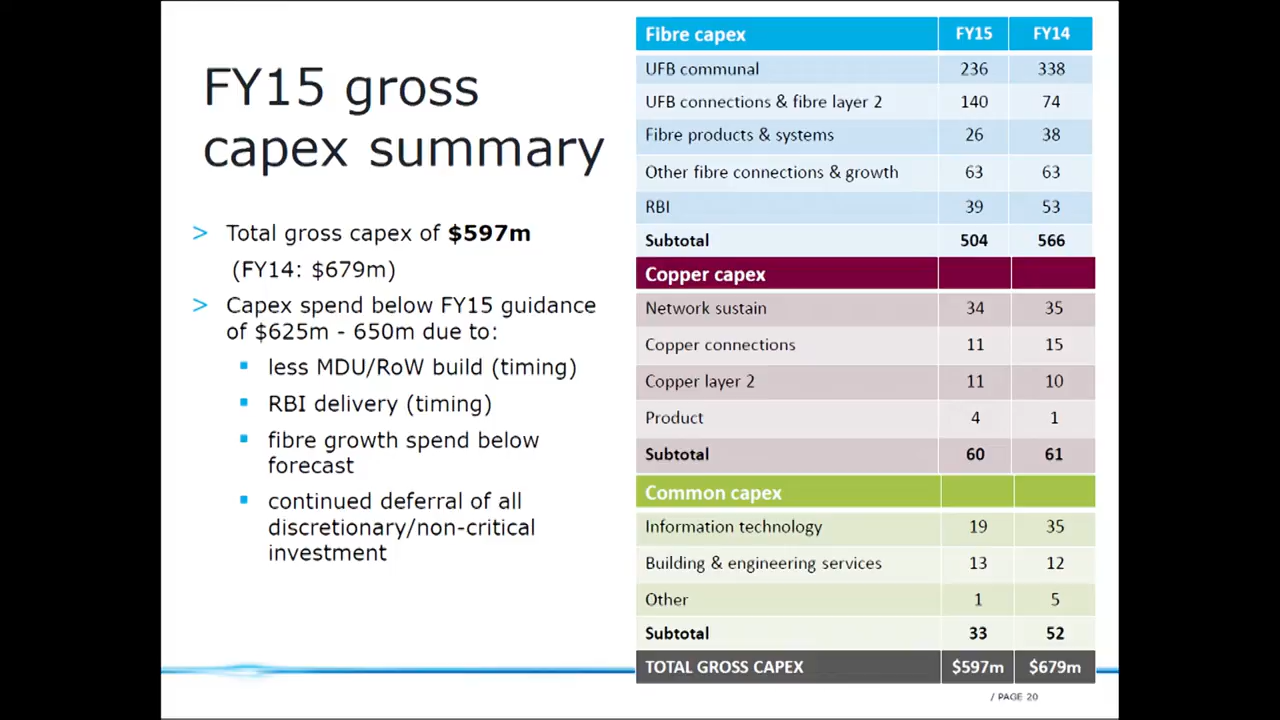 FY15 gross
capex summary
> Total gross capex of $597m
(FY14: $679m)
> Capex spend below FY15 guidance
of $625m - 650m due to:
▪ less MDU/RoW build (timing)
▪ RBI delivery (timing)
▪ fibre growth spend below
forecast
▪ continued deferral of all
discretionary/non-critical
investment
Fibre capex FY15 FY14
UFB communal 236 338
UFB connections & fibre layer 2 140 74
Fibre products & systems 26 38
Other fibre connections & growth 63 63
RBI 39 53
Subtotal 504 566
Copper capex
Network sustain 34 35
Copper connections 11 15
Copper layer 2 11 10
Product 4 1
Subtotal 60 61
Common capex
Information technology 19 35
Building & engineering services 13 12
Other 1 5
Subtotal 33 52
TOTAL GROSS CAPEX $597m $679m
/ PAGE 20